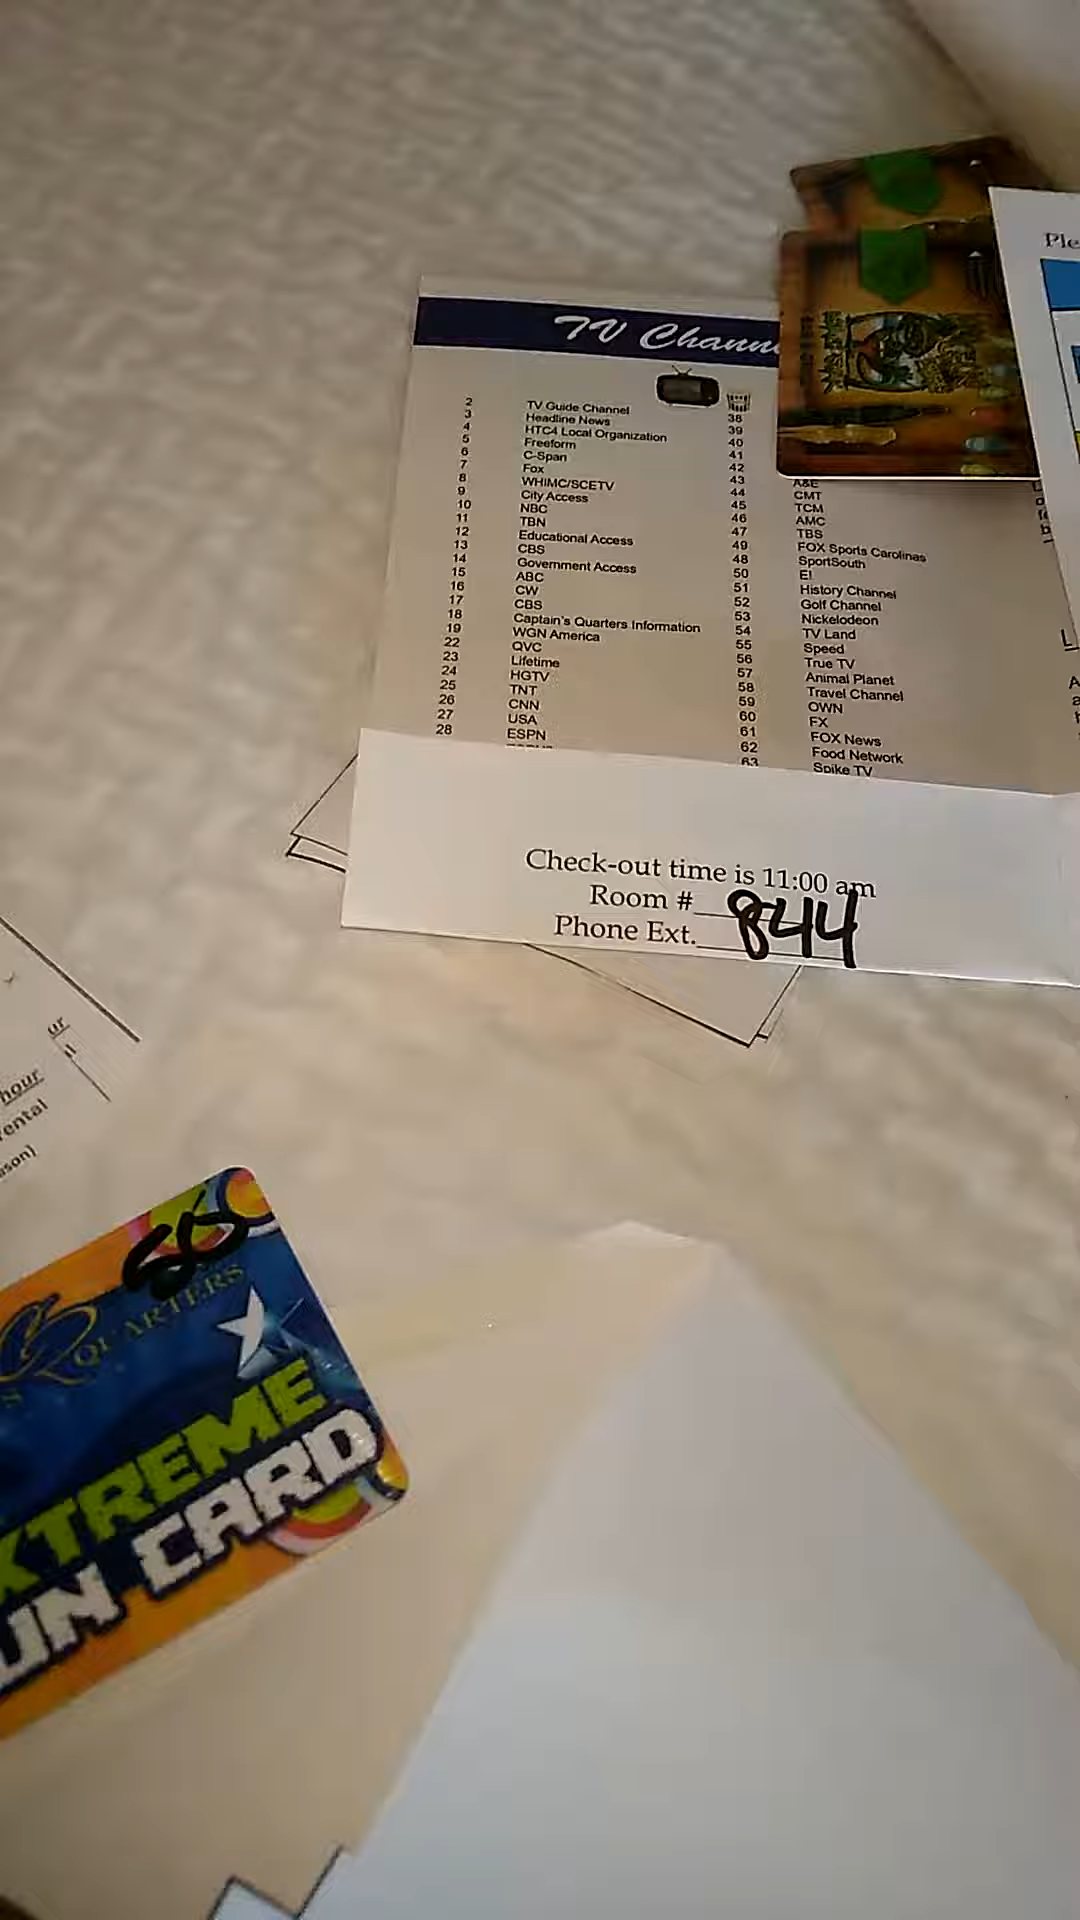 Ple
TV Chann
2 TV Guide Channel
3 Headline News
4 HTC4 Local Organization
5 Freeform
6 C-Span
7 Fox
8 WHMC/SCETV
9 City Access
10 NBC
11 TBN
12 Educational Access
13 CBS
14 Government Access
15 ABC
16 CW
17 CBS
18 Captain's Quarters Information
19 WGN America
22 QVC
23 Lifetime
24 HGTV
25 TNT
26 CNN
27 USA
28 ESPN
38
39
40
41
42
43 A&E
44 CMT
45 TCM
46 AMC
47 TBS
49 FOX Sports Carolinas
48 SportSouth
50 E!
51 History Channel
52 Golf Channel
53 Nickelodeon
54 TV Land
55 Speed
56 True TV
57 Animal Planet
58 Travel Channel
59 OWN
60 FX
61 FOX News
62 Food Network
63 Spike TV
Check-out time is 11:00 am
Room # 844
Phone Ext.
ur
hour
rental
ason)
S QUARTERS
XTREME
UN CARD